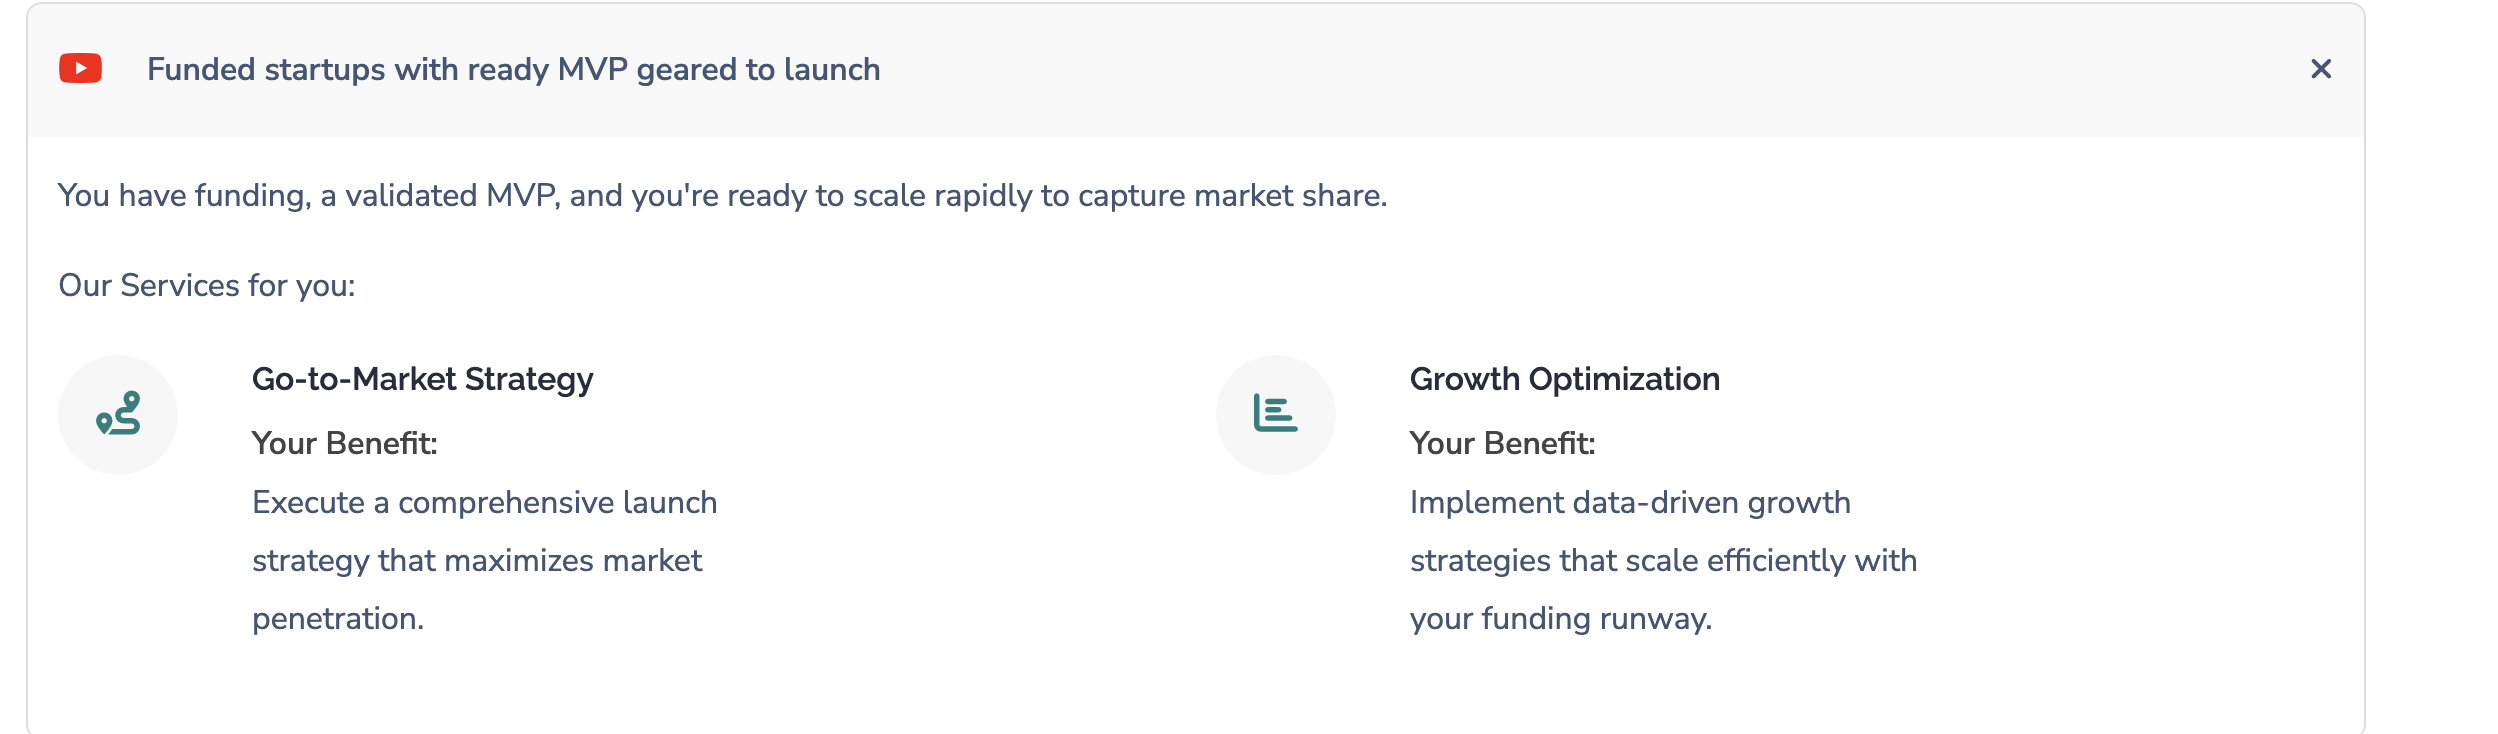 Funded startups with ready MVP geared to launch
You have funding, a validated MVP, and you're ready to scale rapidly to capture market share.
Our Services for you:
Go-to-Market Strategy
Your Benefit:
Execute a comprehensive launch
strategy that maximizes market
penetration.
Growth Optimization
Your Benefit:
Implement data-driven growth
strategies that scale efficiently with
your funding runway.